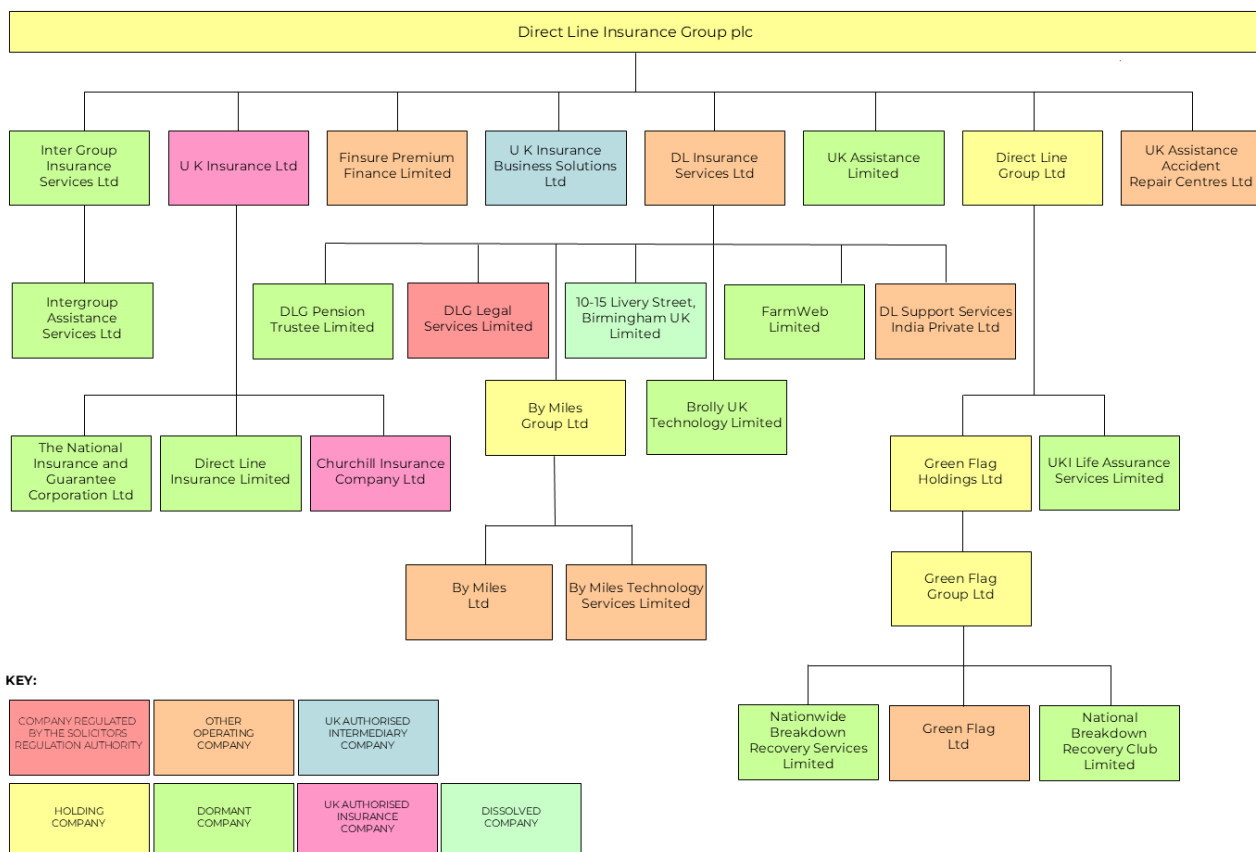 Direct Line Insurance Group plc
Inter Group
Insurance
Services Ltd
U K Insurance Ltd
Finsure Premium
Finance Limited
U K Insurance
Business Solutions
Ltd
DL Insurance
Services Ltd
UK Assistance
Limited
Direct Line
Group Ltd
UK Assistance
Accident
Repair Centres Ltd
Intergroup
Assistance
Services Ltd
DLG Pension
Trustee Limited
DLG Legal
Services Limited
10-15 Livery Street,
Birmingham UK
Limited
FarmWeb
Limited
DL Support Services
India Private Ltd
By Miles
Group Ltd
Brolly UK
Technology Limited
The National
Insurance and
Guarantee
Corporation Ltd
Direct Line
Insurance Limited
Churchill Insurance
Company Ltd
Green Flag
Holdings Ltd
UKI Life Assurance
Services Limited
By Miles
Ltd
By Miles Technology
Services Limited
Green Flag
Group Ltd
Nationwide
Breakdown
Recovery Services
Limited
Green Flag
Ltd
National
Breakdown
Recovery Club
Limited
KEY:
COMPANY REGULATED
BY THE SOLICITORS
REGULATION AUTHORITY
OTHER
OPERATING
COMPANY
UK AUTHORISED
INTERMEDIARY
COMPANY
HOLDING
COMPANY
DORMANT
COMPANY
UK AUTHORISED
INSURANCE
COMPANY
DISSOLVED
COMPANY